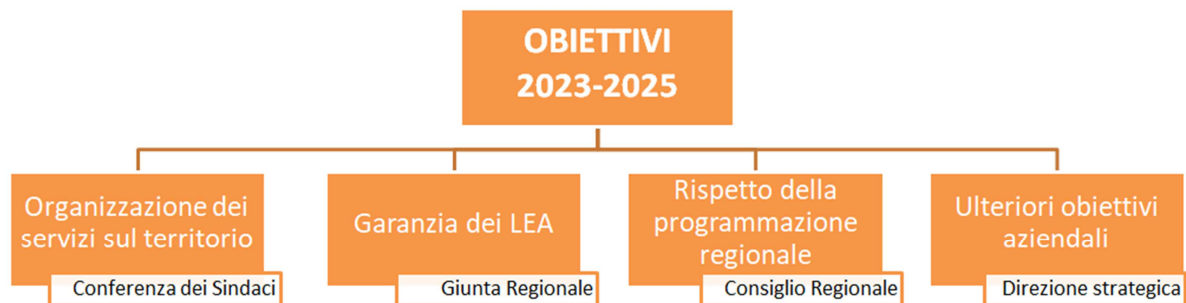 OBIETTIVI
2023-2025
Organizzazione dei
servizi sul territorio
Conferenza dei Sindaci
Garanzia dei LEA
Giunta Regionale
Rispetto della
programmazione
regionale
Consiglio Regionale
Ulteriori obiettivi
aziendali
Direzione strategica